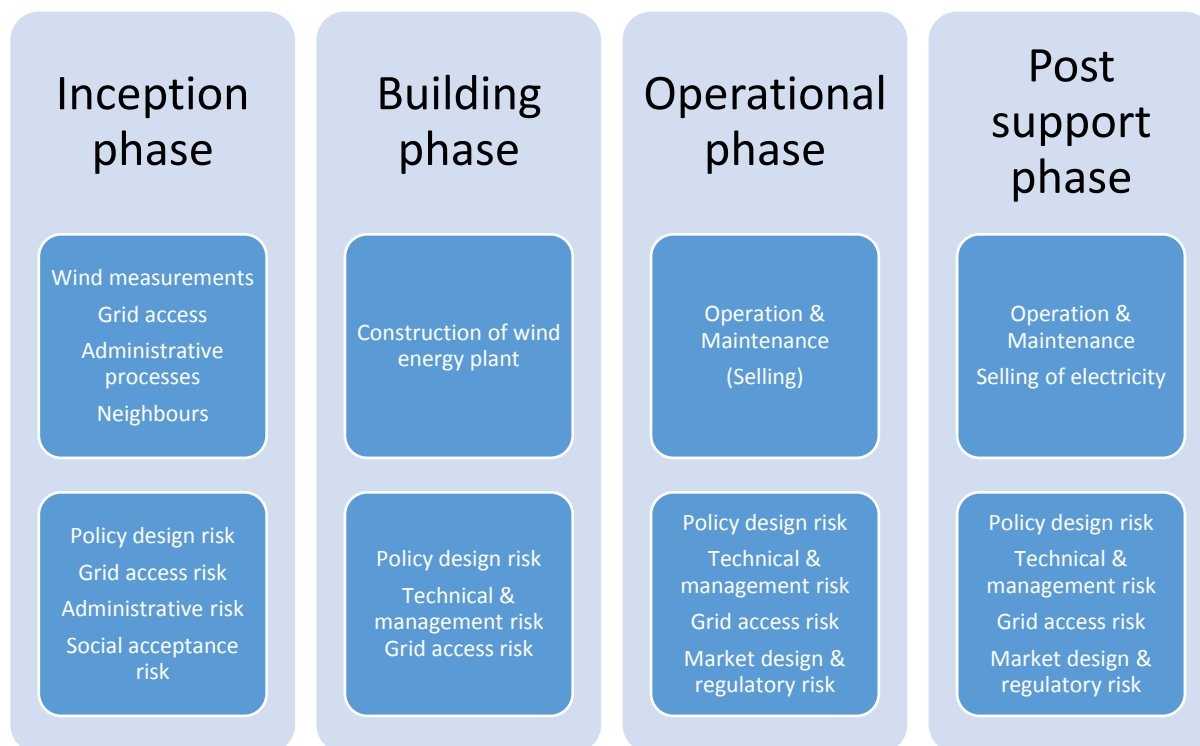 Inception
phase
Wind measurements
Grid access
Administrative
processes
Neighbours
Policy design risk
Grid access risk
Administrative risk
Social acceptance
risk
Building
phase
Construction of wind
energy plant
Policy design risk
Technical &
management risk
Grid access risk
Operational
phase
Operation &
Maintenance
(Selling)
Policy design risk
Technical &
management risk
Grid access risk
Market design &
regulatory risk
Post
support
phase
Operation &
Maintenance
Selling of electricity
Policy design risk
Technical &
management risk
Grid access risk
Market design &
regulatory risk